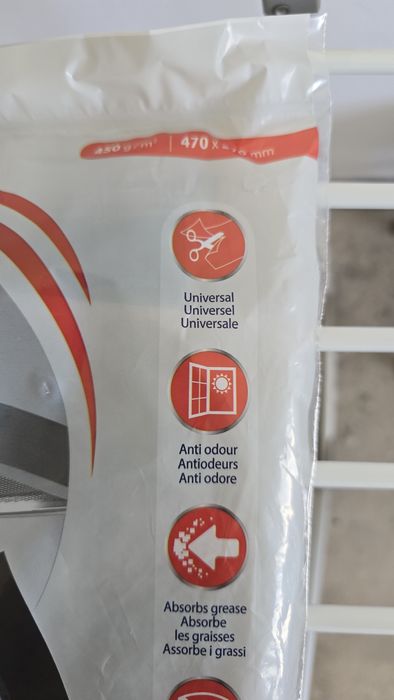 450 g/m² | 470 x mm
Universal
Universel
Universale
Anti odour
Antiodeurs
Anti odore
Absorbs grease
Absorbe
les graisses
Assorbe i grassi